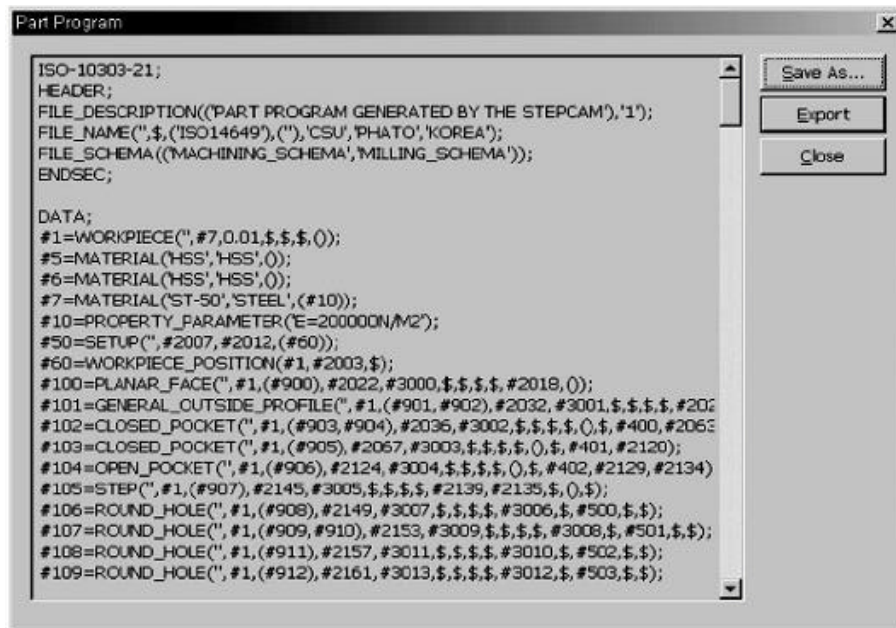 Part Program
ISO-10303-21;
HEADER;
FILE_DESCRIPTION(('PART PROGRAM GENERATED BY THE STEPCAM'),'1');
FILE_NAME('',$,('ISO14649'),(''),'CSU','PHATO','KOREA');
FILE_SCHEMA(('MACHINING_SCHEMA','MILLING_SCHEMA'));
ENDSEC;
DATA;
#1=WORKPIECE('',#7,0.01,$,$,$,());
#5=MATERIAL('HSS','HSS',());
#6=MATERIAL('HSS','HSS',());
#7=MATERIAL('ST-50','STEEL',(#10));
#10=PROPERTY_PARAMETER('E=200000N/M2');
#50=SETUP('',#2007,#2012,(#60));
#60=WORKPIECE_POSITION(#1,#2003,$);
#100=PLANAR_FACE('',#1,(#900),#2022,#3000,$,$,$,$,#2018,());
#101=GENERAL_OUTSIDE_PROFILE('',#1,(#901,#902),#2032,#3001,$,$,$,$,#202
#102=CLOSED_POCKET('',#1,(#903,#904),#2036,#3002,$,$,$,$,(),$,#400,#2063
#103=CLOSED_POCKET('',#1,(#905),#2067,#3003,$,$,$,$,(),$,#401,#2120);
#104=OPEN_POCKET('',#1,(#906),#2124,#3004,$,$,$,$,(),$,#402,#2129,#2134)
#105=STEP('',#1,(#907),#2145,#3005,$,$,$,$,#2139,#2135,$,(),$);
#106=ROUND_HOLE('',#1,(#908),#2149,#3007,$,$,$,$,#3006,$,#500,$,$);
#107=ROUND_HOLE('',#1,(#909,#910),#2153,#3009,$,$,$,$,#3008,$,#501,$,$);
#108=ROUND_HOLE('',#1,(#911),#2157,#3011,$,$,$,$,#3010,$,#502,$,$);
#109=ROUND_HOLE('',#1,(#912),#2161,#3013,$,$,$,$,#3012,$,#503,$,$);
Save As...
Export
Close